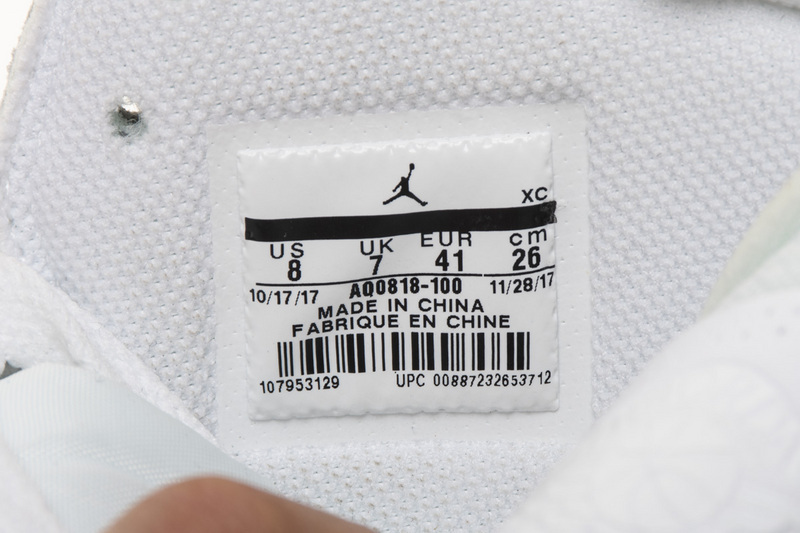 XC
US UK EUR cm
8 7 41 26
10/17/17 AQ0818-100 11/28/17
MADE IN CHINA
FABRIQUE EN CHINE
107953129 UPC 00887232653712